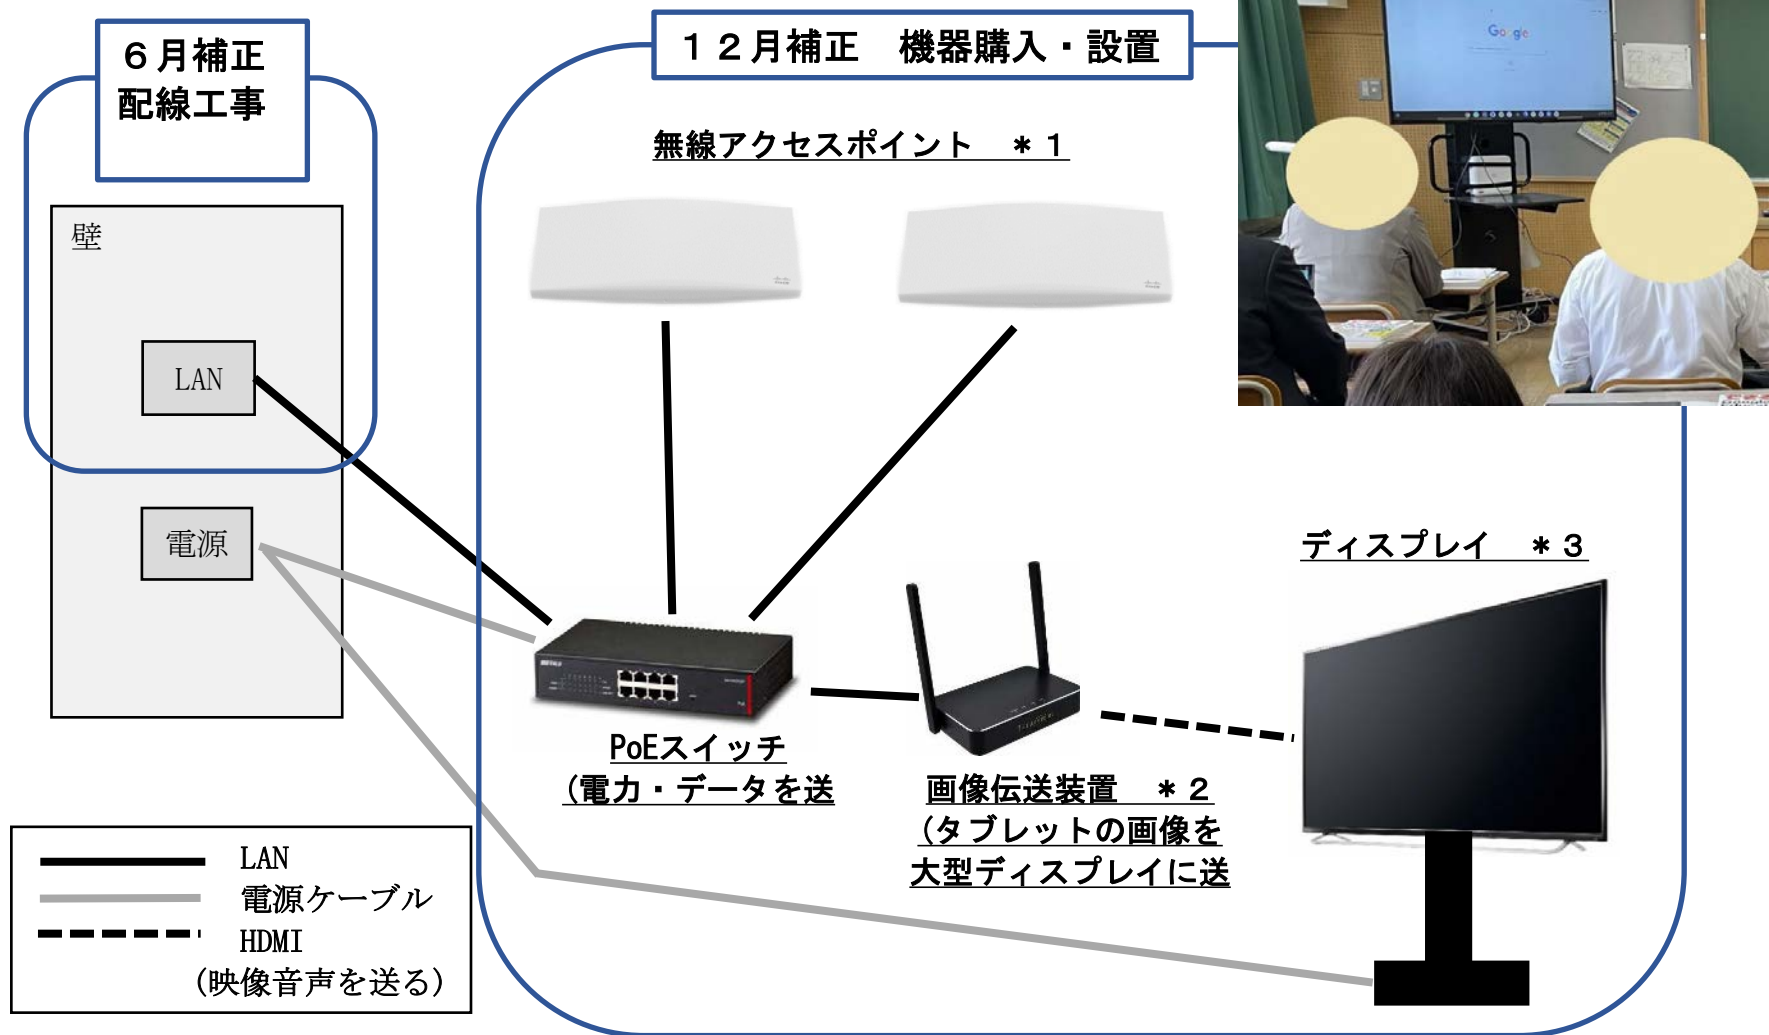 ６月補正
配線工事
１２月補正　機器購入・設置
Google
無線アクセスポイント　＊１
壁
LAN
電源
ディスプレイ　＊３
PoEスイッチ
(電力・データを送
画像伝送装置　＊２
(タブレットの画像を
大型ディスプレイに送
LAN
電源ケーブル
HDMI
(映像音声を送る)